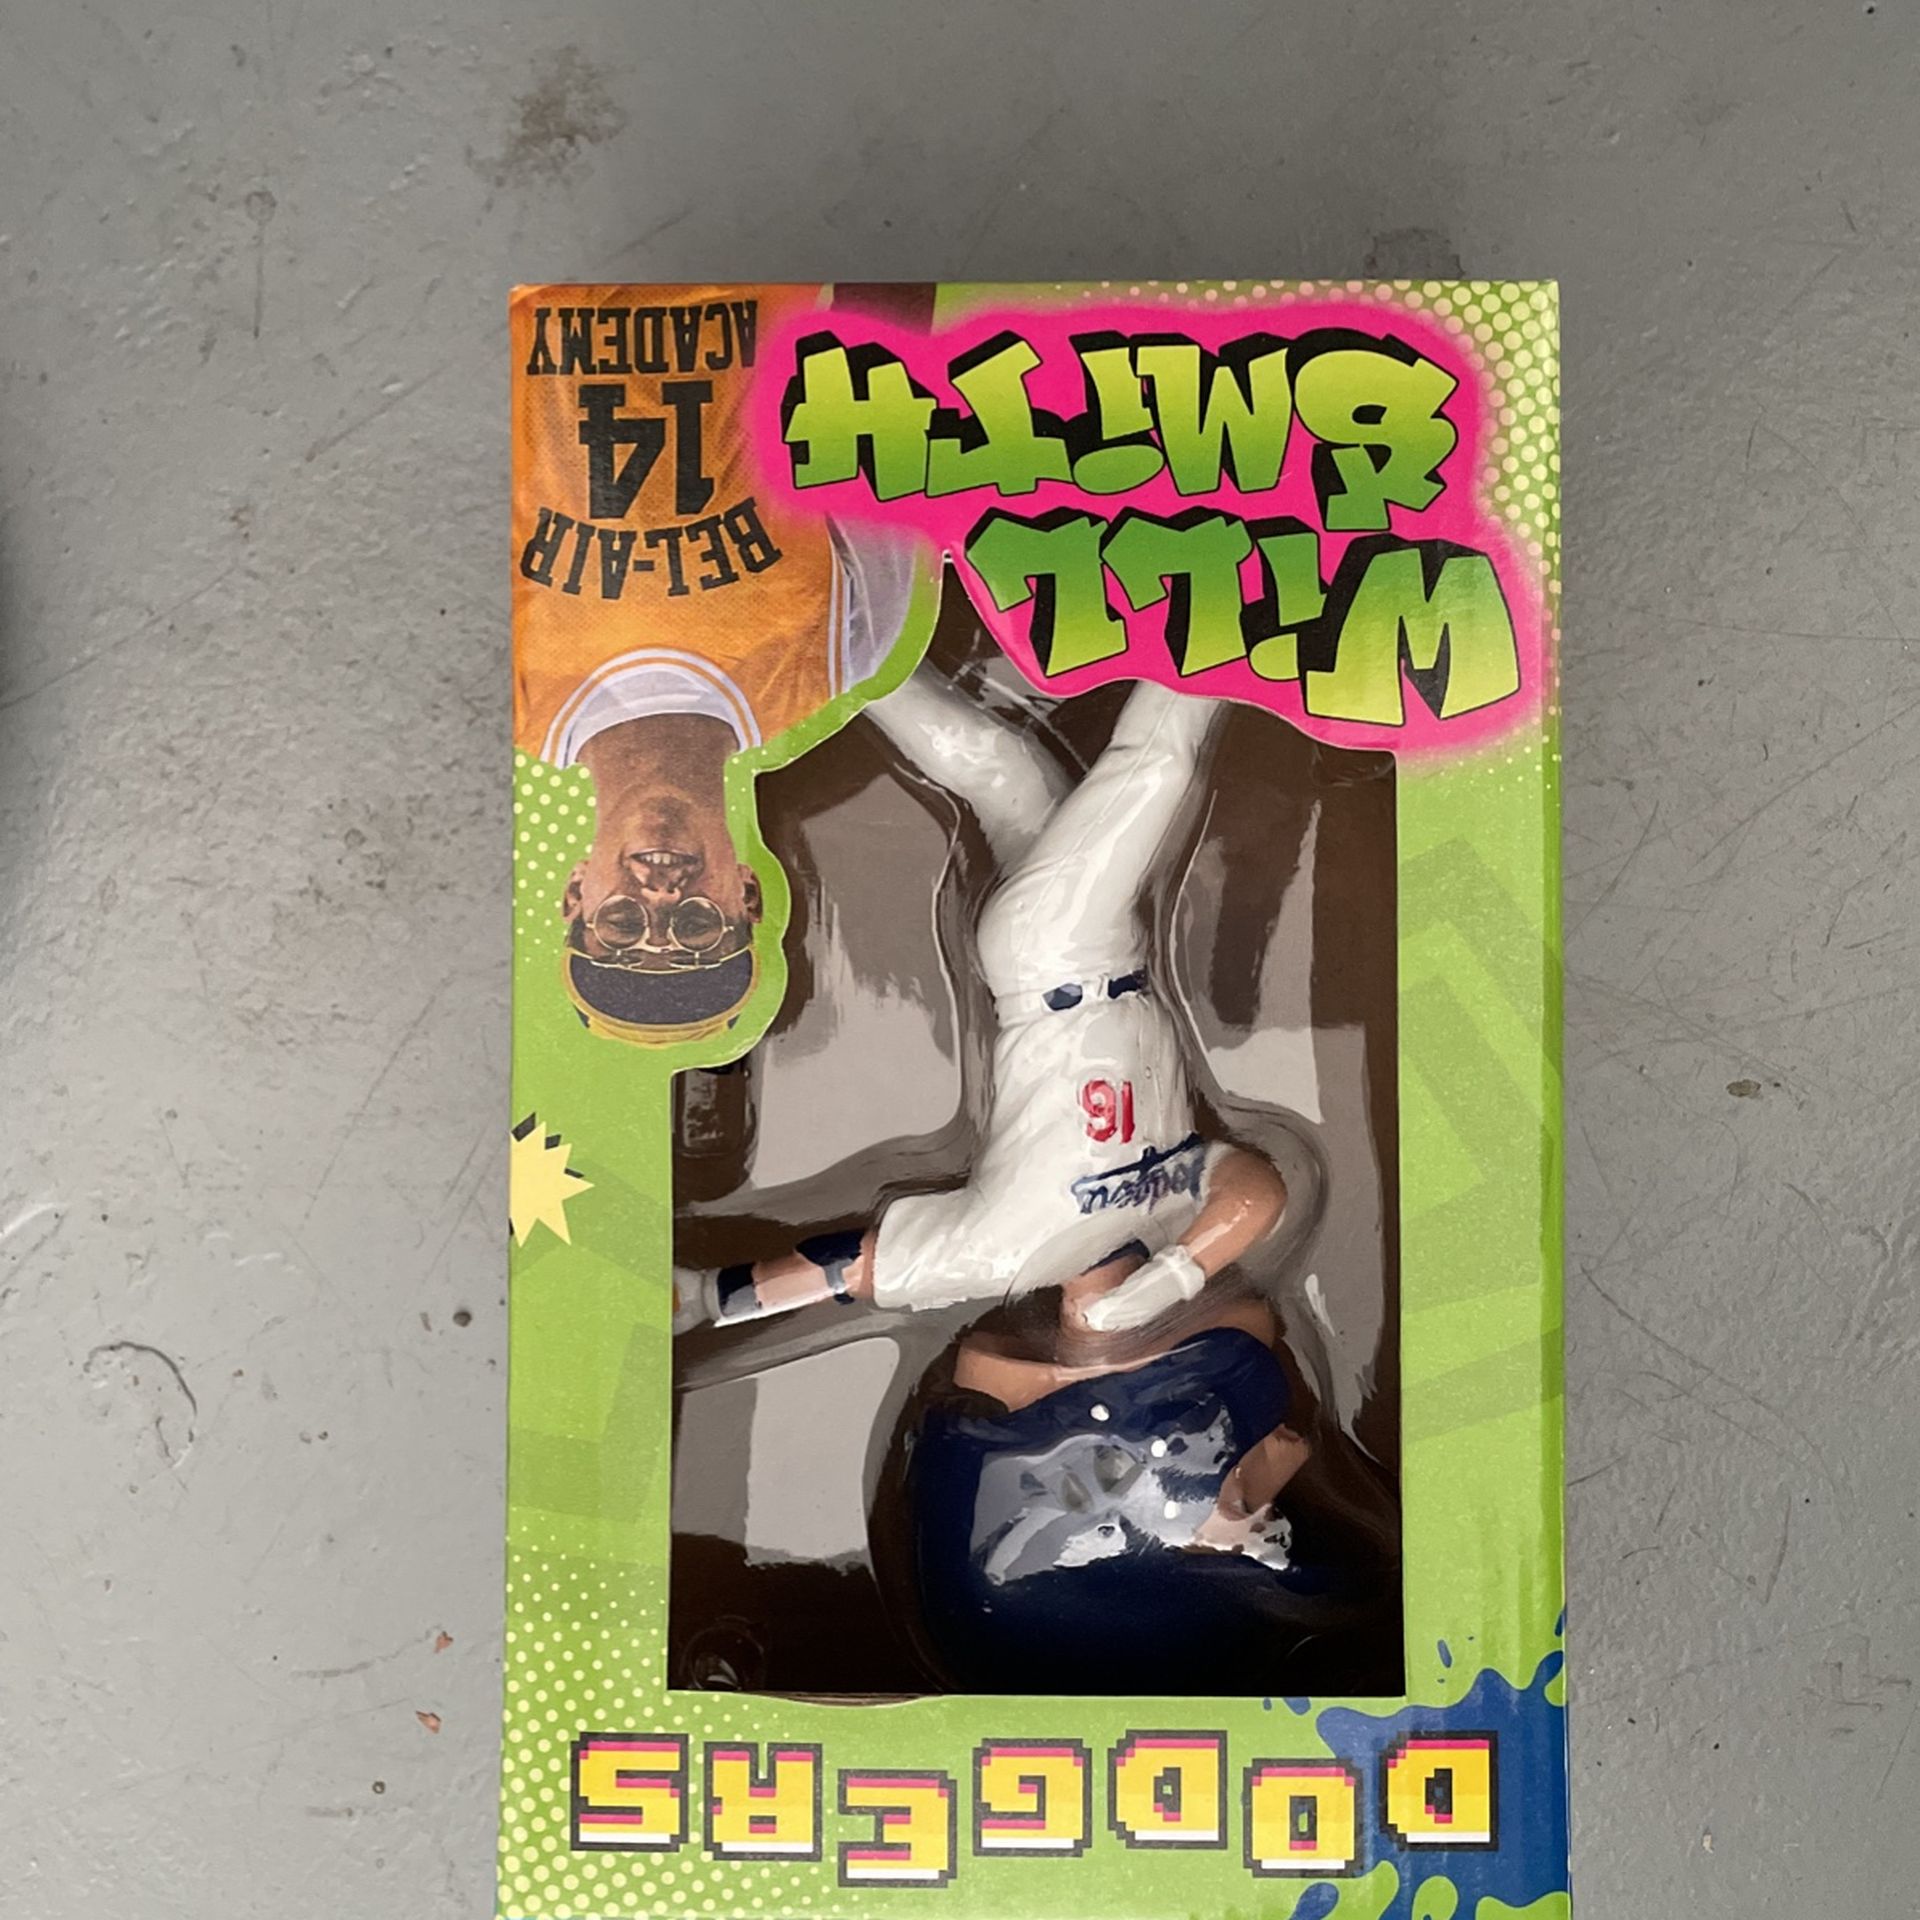 DODGERS
Dodgers
16
WiLL
SMiTH
BEL-AIR
14
ACADEMY